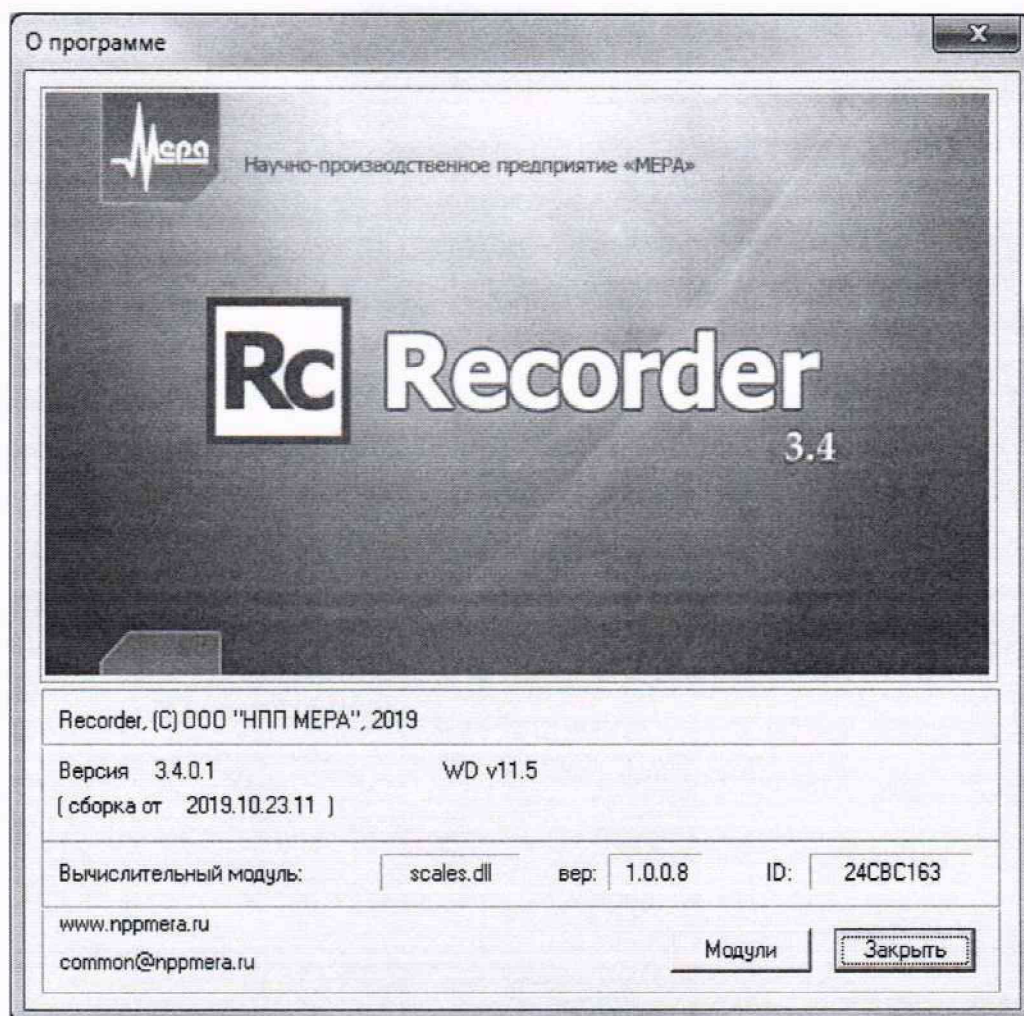 О программе
Мера
Научно-производственное предприятие «МЕРА»
Rc Recorder
3.4
Recorder, (C) ООО "НПП МЕРА", 2019
Версия 3.4.0.1 WD v11.5
( сборка от 2019.10.23.11 )
Вычислительный модуль: scales.dll вер: 1.0.0.8 ID: 24CBC163
www.nppmera.ru
common@nppmera.ru
Модули Закрыть